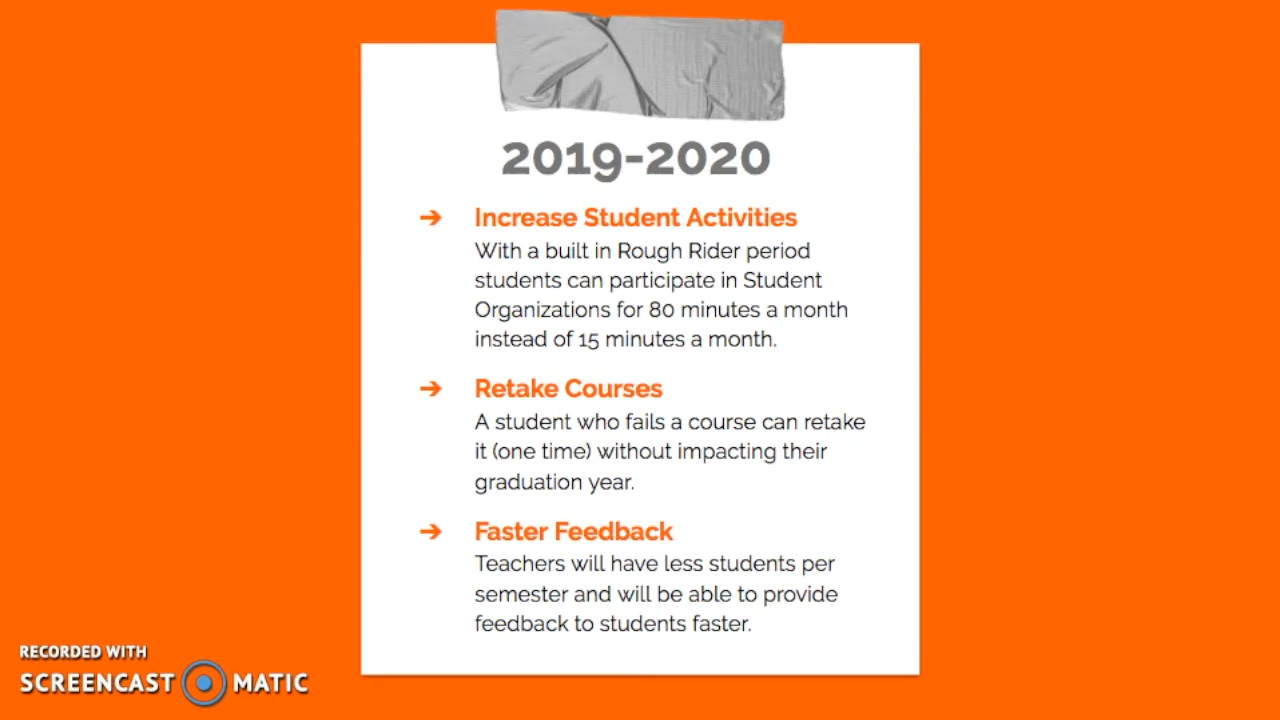 2019-2020
➔ Increase Student Activities
With a built in Rough Rider period
students can participate in Student
Organizations for 80 minutes a month
instead of 15 minutes a month.
➔ Retake Courses
A student who fails a course can retake
it (one time) without impacting their
graduation year.
➔ Faster Feedback
Teachers will have less students per
semester and will be able to provide
feedback to students faster.
RECORDED WITH
SCREENCAST MATIC